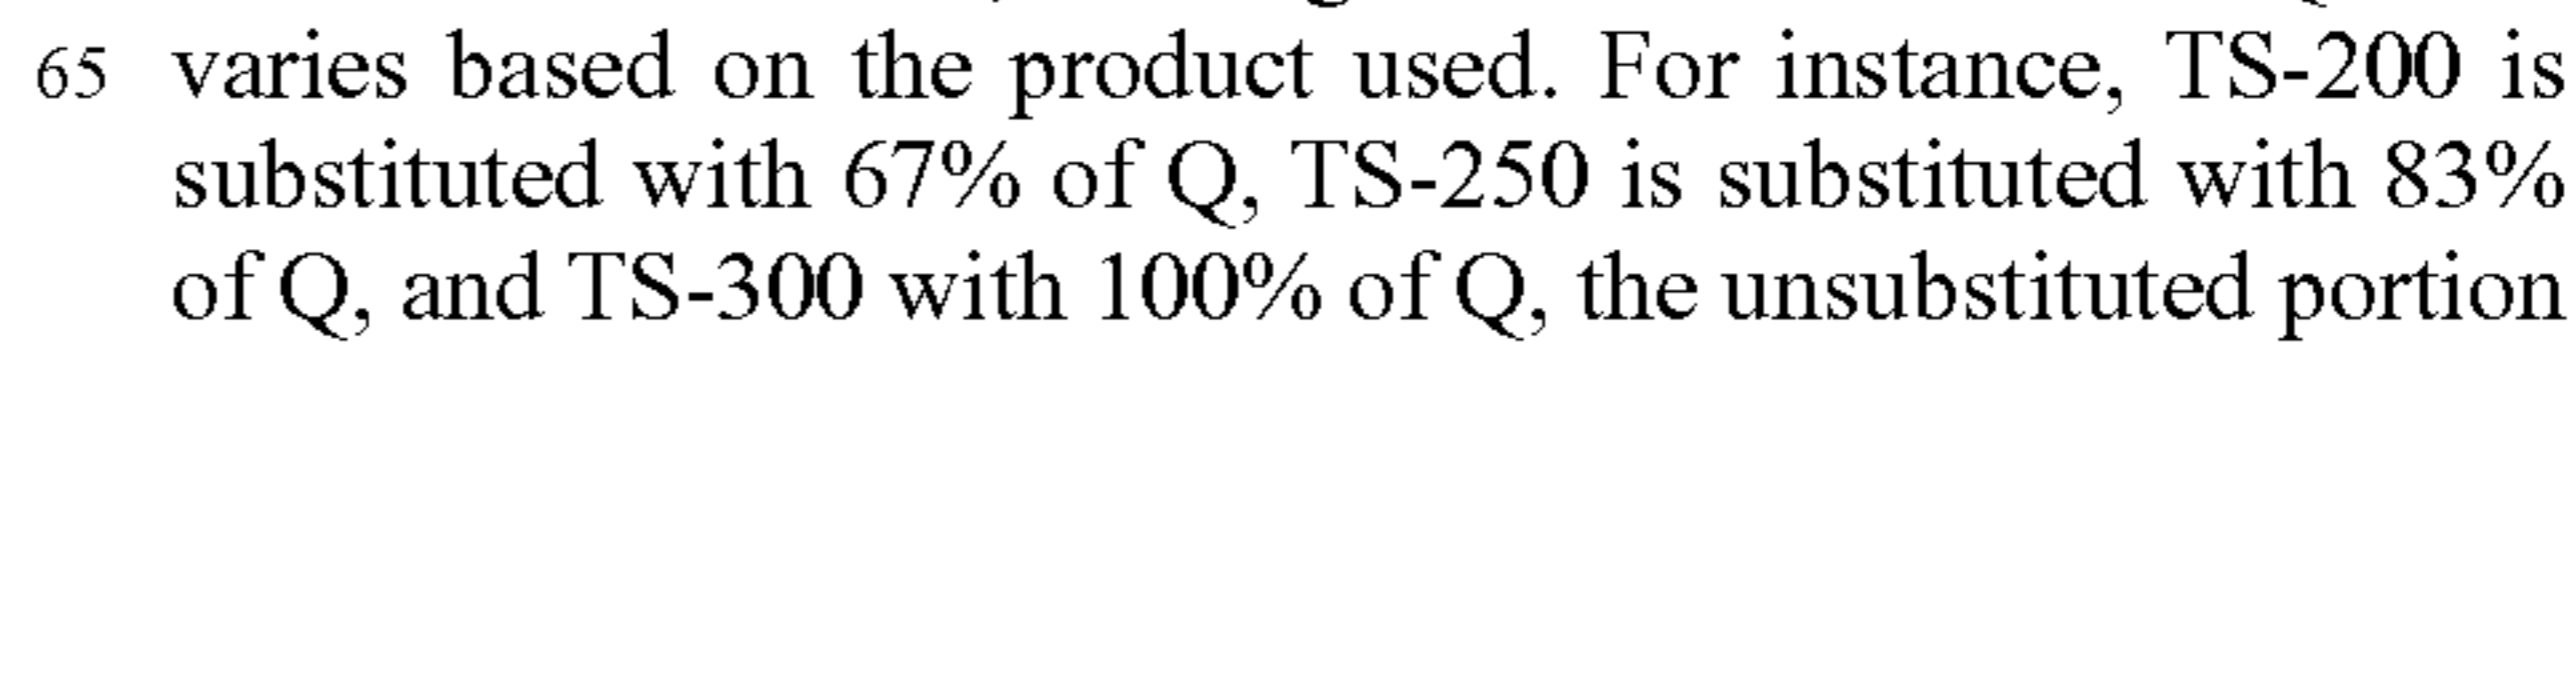 65 varies based on the product used. For instance, TS-200 is
substituted with 67% of Q, TS-250 is substituted with 83%
of Q, and TS-300 with 100% of Q, the unsubstituted portion